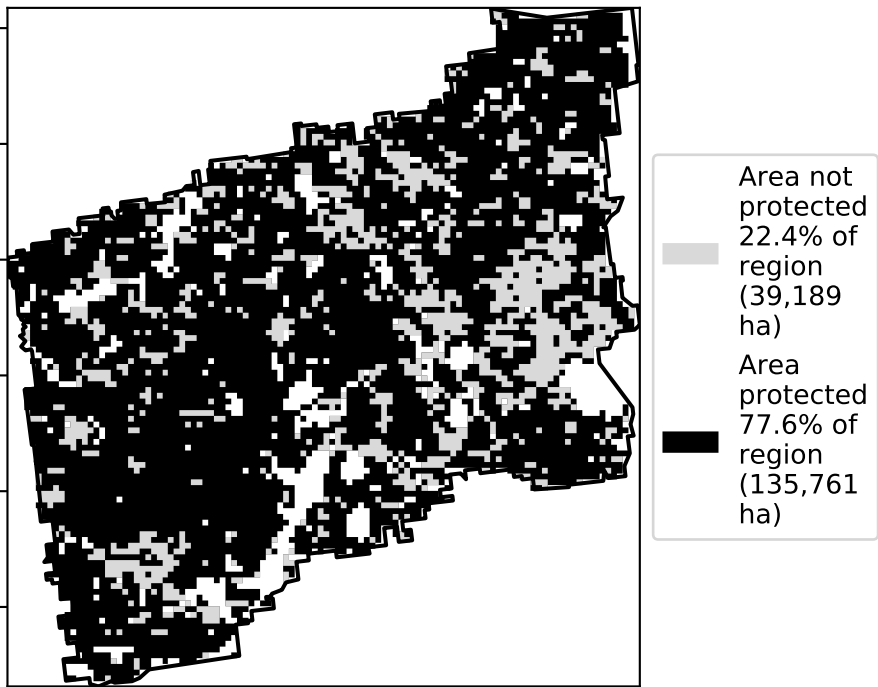 Area not
protected
22.4% of
region
(39,189
ha)
Area
protected
77.6% of
region
(135,761
ha)